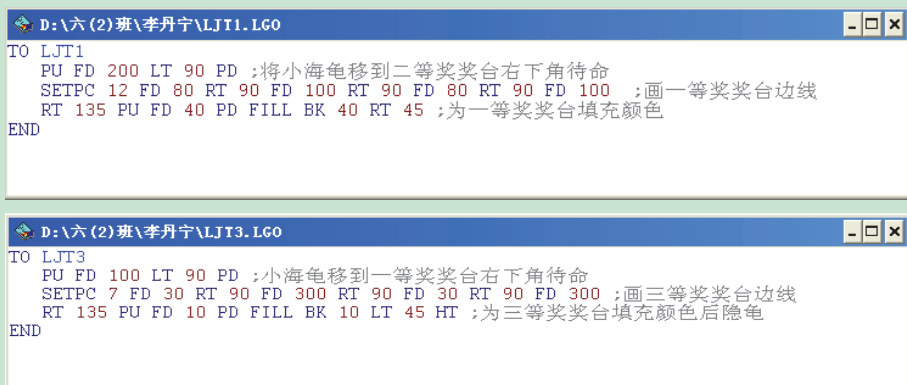 D:\六(2)班\李丹宁\LJT1.LGO
TO LJT1
PU FD 200 LT 90 PD ;将小海龟移到二等奖奖台右下角待命
SETPC 12 FD 80 RT 90 FD 100 RT 90 FD 80 RT 90 FD 100 ;画一等奖奖台边线
RT 135 PU FD 40 PD FILL BK 40 RT 45 ;为一等奖奖台填充颜色
END
D:\六(2)班\李丹宁\LJT3.LGO
TO LJT3
PU FD 100 LT 90 PD ;小海龟移到一等奖奖台右下角待命
SETPC 7 FD 30 RT 90 FD 300 RT 90 FD 30 RT 90 FD 300 ;画三等奖奖台边线
RT 135 PU FD 10 PD FILL BK 10 LT 45 HT ;为三等奖奖台填充颜色后隐龟
END